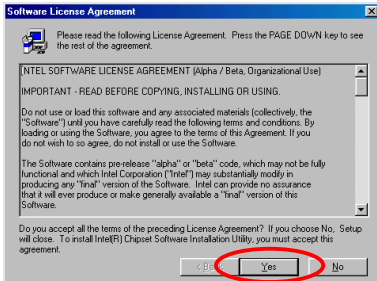 Software License Agreement
Please read the following License Agreement. Press the PAGE DOWN key to see
the rest of the agreement.
INTEL SOFTWARE LICENSE AGREEMENT (Alpha / Beta, Organizational Use)
IMPORTANT - READ BEFORE COPYING, INSTALLING OR USING.
Do not use or load this software and any associated materials (collectively, the
"Software") until you have carefully read the following terms and conditions. By
loading or using the Software, you agree to the terms of this Agreement. If you
do not wish to so agree, do not install or use the Software.
The Software contains pre-release "alpha" or "beta" code, which may not be fully
functional and which Intel Corporation ("Intel") may substantially modify in
producing any "final" version of the Software. Intel can provide no assurance
that it will ever produce or make generally available a "final" version of this
Software.
Do you accept all the terms of the preceding License Agreement? If you choose No, Setup
will close. To install Intel(R) Chipset Software Installation Utility, you must accept this
agreement.
< Back Yes No